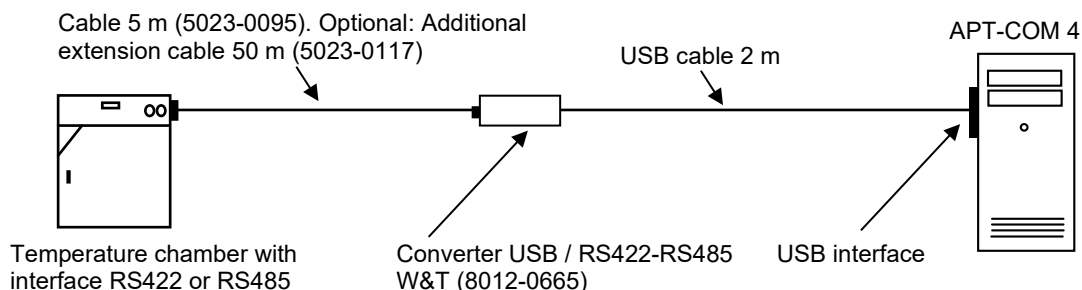 Cable 5 m (5023-0095). Optional: Additional
extension cable 50 m (5023-0117)
USB cable 2 m
APT-COM 4
Temperature chamber with
interface RS422 or RS485
Converter USB / RS422-RS485
W&T (8012-0665)
USB interface